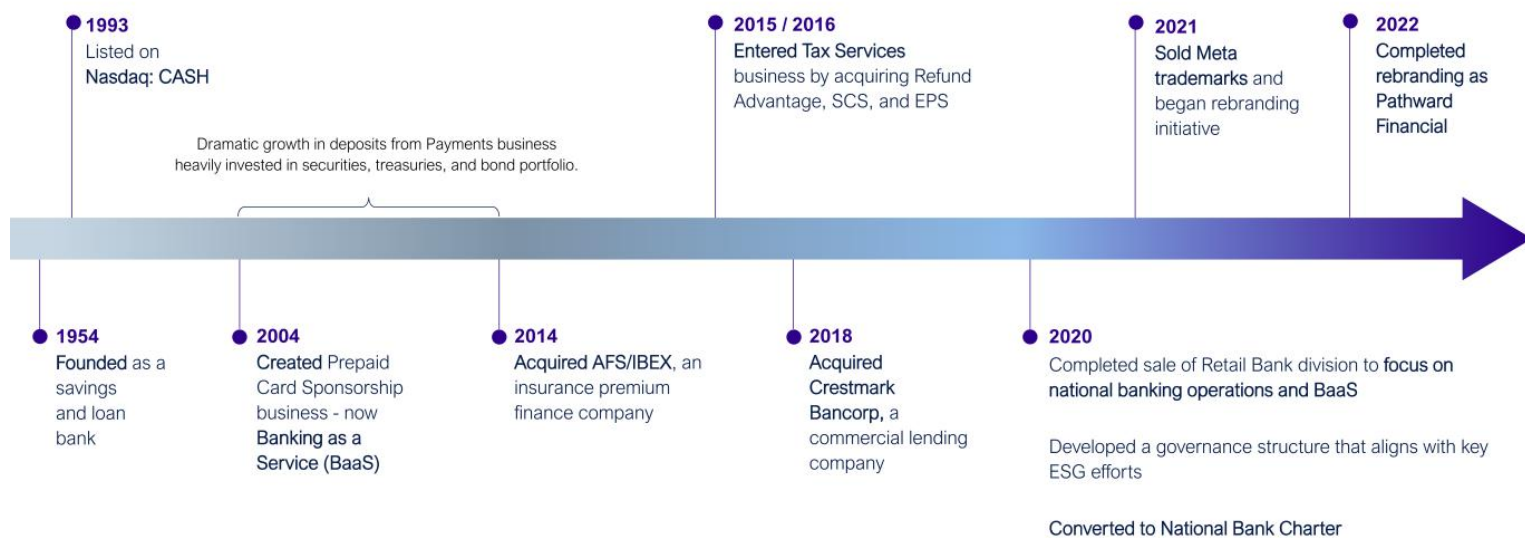 1993
Listed on
Nasdaq: CASH
2015 / 2016
Entered Tax Services
business by acquiring Refund
Advantage, SCS, and EPS
2021
Sold Meta
trademarks and
began rebranding
initiative
2022
Completed
rebranding as
Pathward
Financial
Dramatic growth in deposits from Payments business
heavily invested in securities, treasuries, and bond portfolio.
1954
Founded as a
savings
and loan
bank
2004
Created Prepaid
Card Sponsorship
business - now
Banking as a
Service (BaaS)
2014
Acquired AFS/IBEX, an
insurance premium
finance company
2018
Acquired
Crestmark
Bancorp, a
commercial lending
company
2020
Completed sale of Retail Bank division to focus on
national banking operations and BaaS
Developed a governance structure that aligns with key
ESG efforts
Converted to National Bank Charter